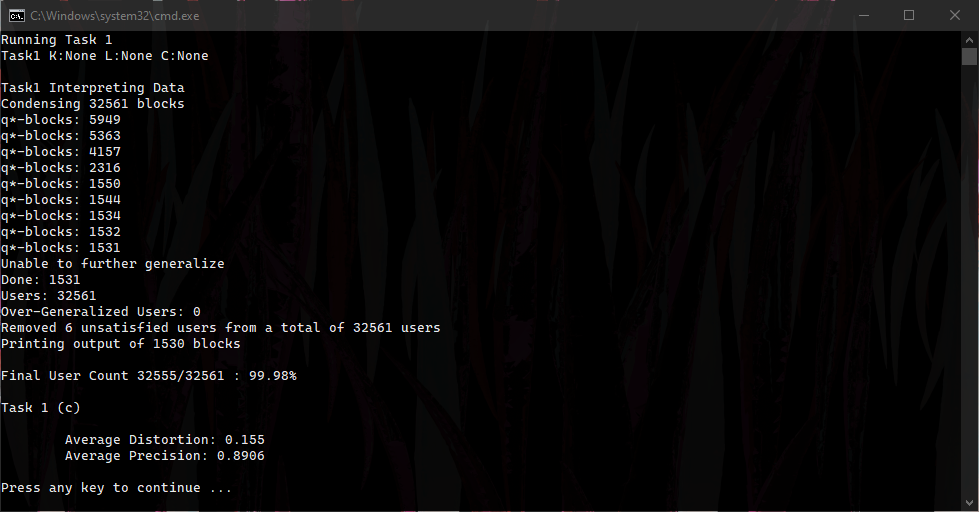 C:\Windows\system32\cmd.exe
Running Task 1
Task1 K:None L:None C:None
Task1 Interpreting Data
Condensing 32561 blocks
q*-blocks: 5949
q*-blocks: 5363
q*-blocks: 4157
q*-blocks: 2316
q*-blocks: 1550
q*-blocks: 1544
q*-blocks: 1534
q*-blocks: 1532
q*-blocks: 1531
Unable to further generalize
Done: 1531
Users: 32561
Over-Generalized Users: 0
Removed 6 unsatisfied users from a total of 32561 users
Printing output of 1530 blocks
Final User Count 32555/32561 : 99.98%
Task 1 (c)
Average Distortion: 0.155
Average Precision: 0.8906
Press any key to continue ...